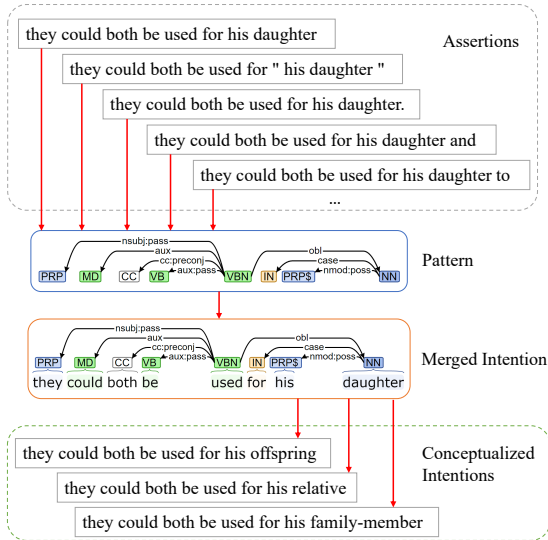 they could both be used for his daughter
Assertions
they could both be used for " his daughter "
they could both be used for his daughter.
they could both be used for his daughter and
they could both be used for his daughter to
...
nsubj:pass
aux
cc:preconj
aux:pass
obl
case
nmod:poss
PRP MD CC VB VBN IN PRP$ NN
Pattern
nsubj:pass
aux
cc:preconj
aux:pass
obl
case
nmod:poss
PRP MD CC VB VBN IN PRP$ NN
they could both be used for his daughter
Merged Intention
they could both be used for his offspring
they could both be used for his relative
they could both be used for his family-member
Conceptualized
Intentions